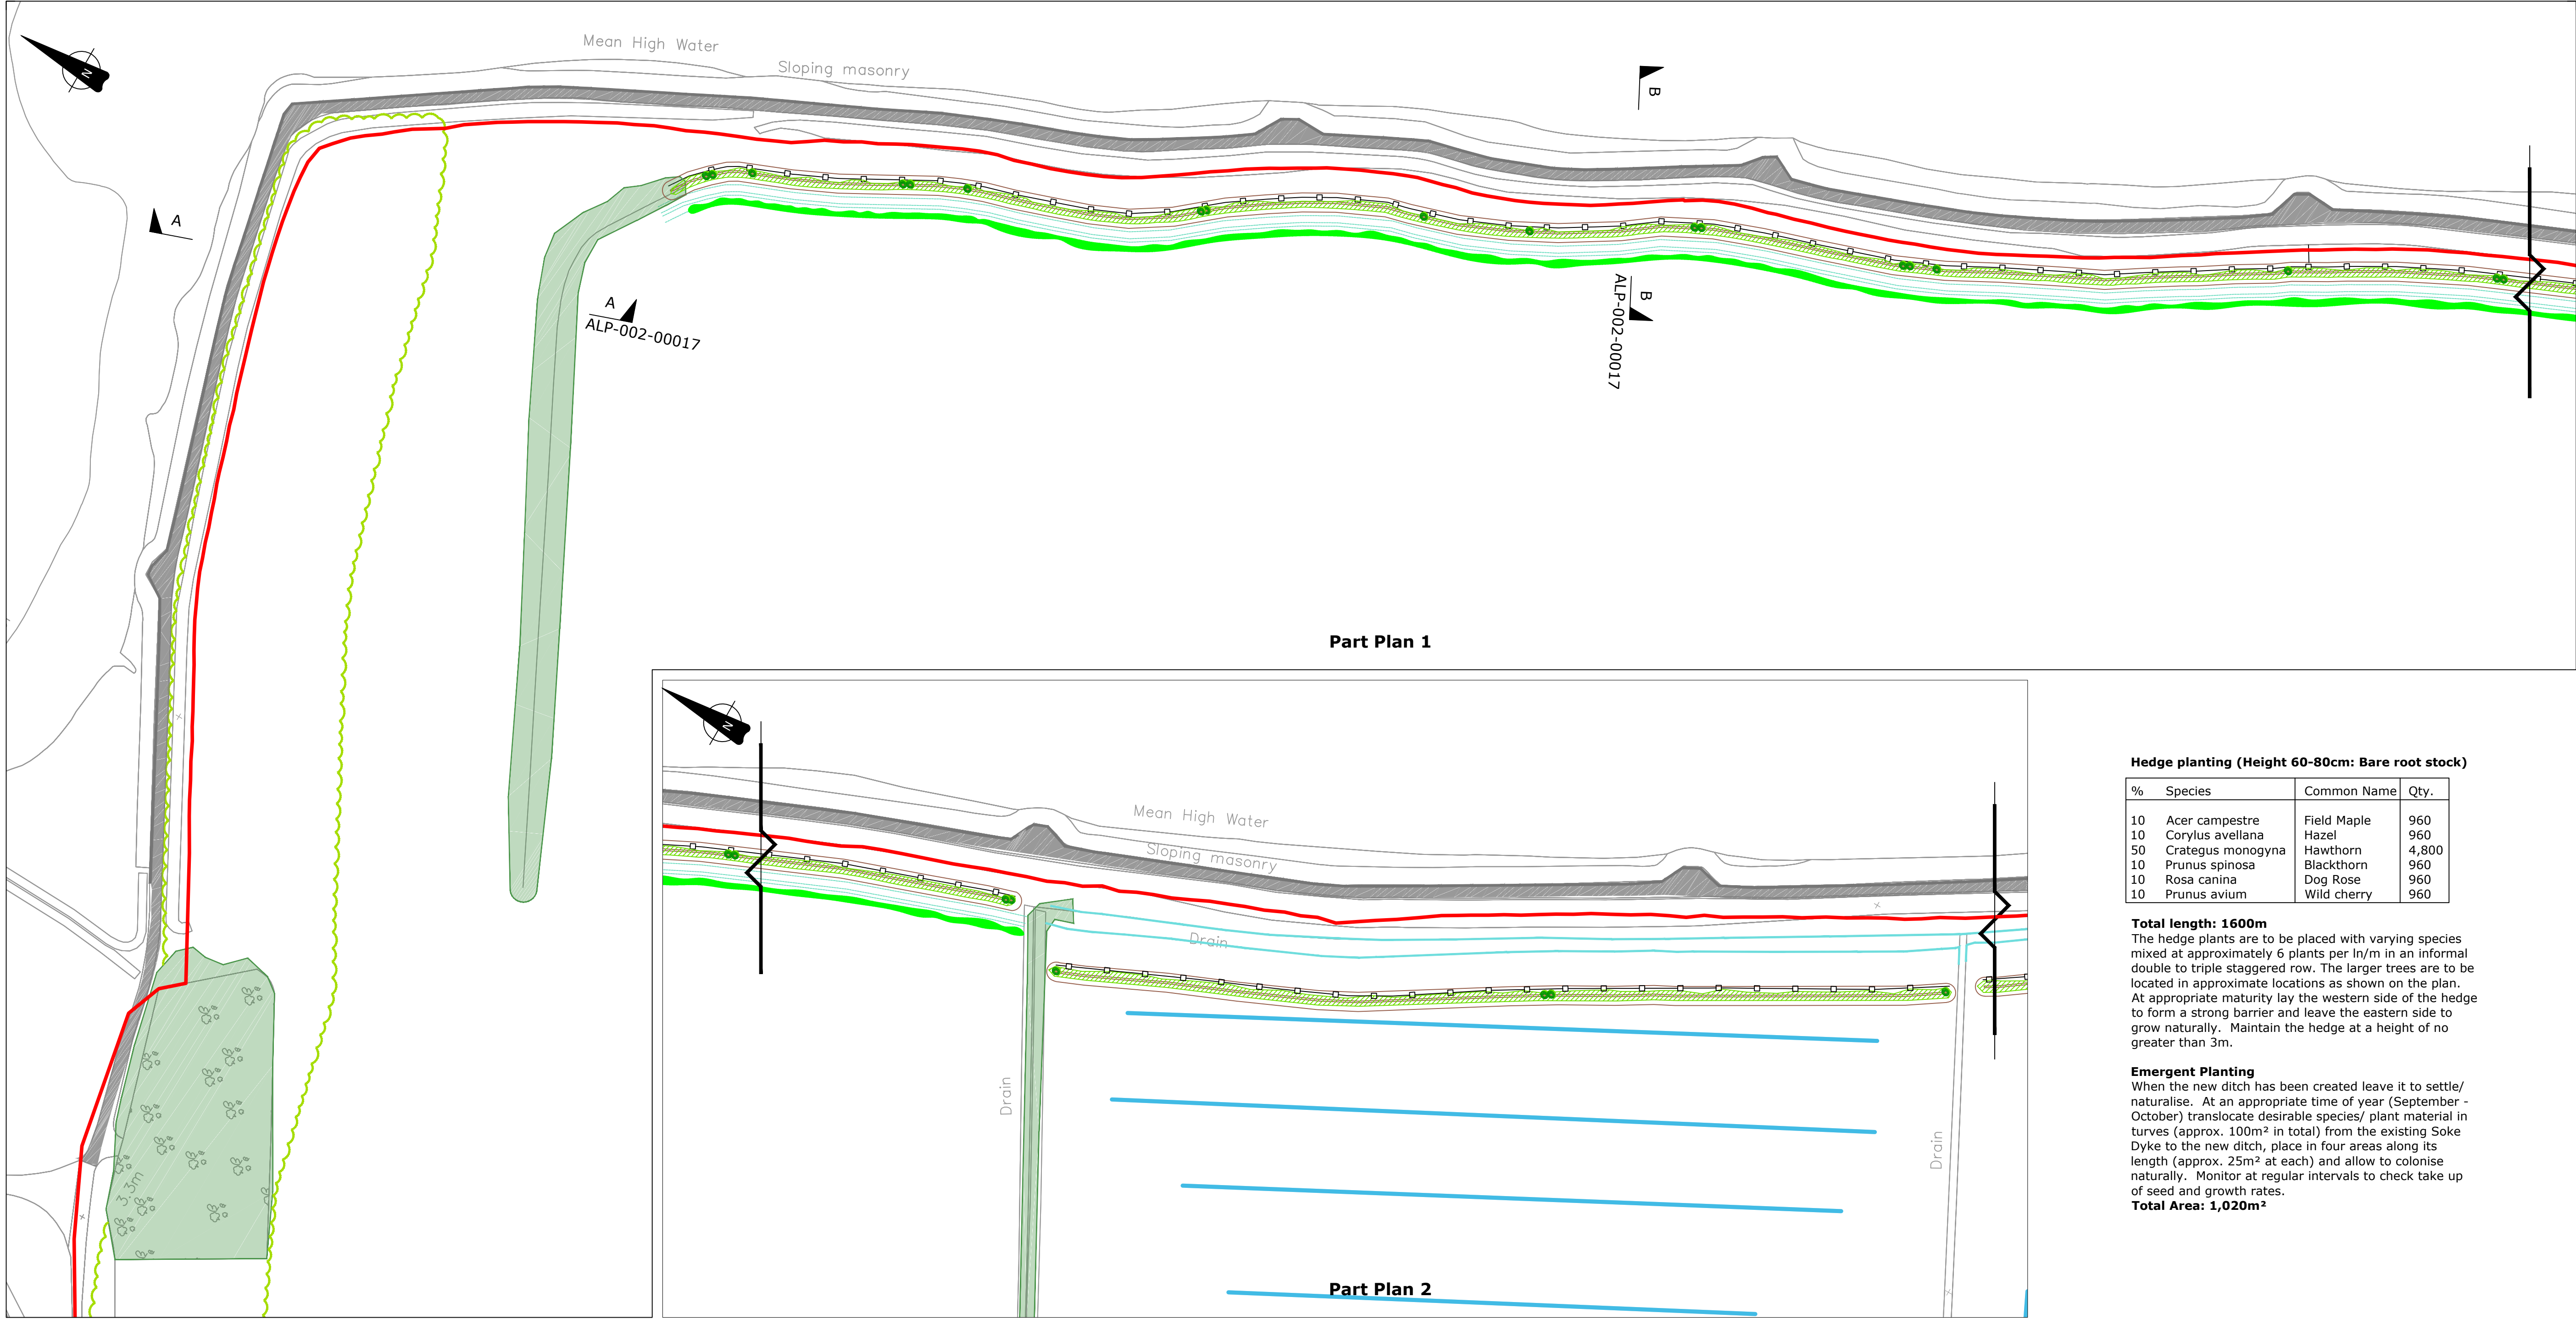 Mean High Water
Sloping masonry
N
B
A
A
ALP-002-00017
B
ALP-002-00017
3.3m
Part Plan 1
N
Mean High Water
Sloping masonry
Drain
Drain
Drain
Part Plan 2
Hedge planting (Height 60-80cm: Bare root stock)
% Species Common Name Qty.
10 Acer campestre Field Maple 960
10 Corylus avellana Hazel 960
50 Crategus monogyna Hawthorn 4,800
10 Prunus spinosa Blackthorn 960
10 Rosa canina Dog Rose 960
10 Prunus avium Wild cherry 960
Total length: 1600m
The hedge plants are to be placed with varying species
mixed at approximately 6 plants per ln/m in an informal
double to triple staggered row. The larger trees are to be
located in approximate locations as shown on the plan.
At appropriate maturity lay the western side of the hedge
to form a strong barrier and leave the eastern side to
grow naturally. Maintain the hedge at a height of no
greater than 3m.
Emergent Planting
When the new ditch has been created leave it to settle/
naturalise. At an appropriate time of year (September -
October) translocate desirable species/ plant material in
turves (approx. 100m² in total) from the existing Soke
Dyke to the new ditch, place in four areas along its
length (approx. 25m² at each) and allow to colonise
naturally. Monitor at regular intervals to check take up
of seed and growth rates.
Total Area: 1,020m²